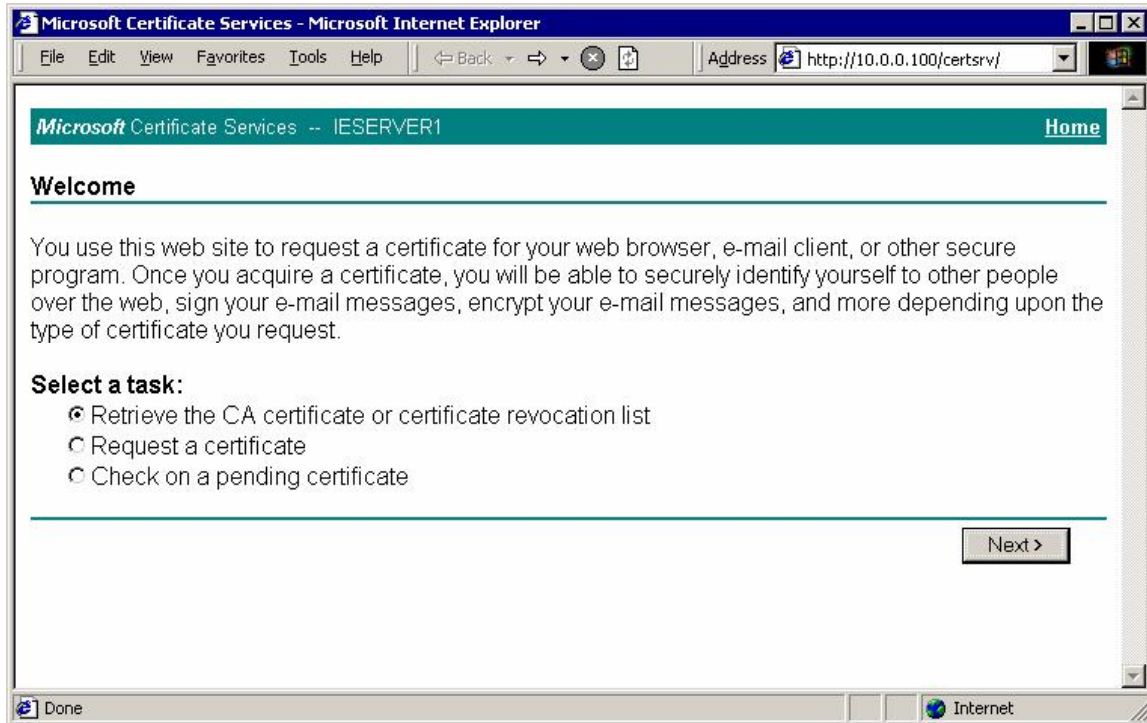 Microsoft Certificate Services - Microsoft Internet Explorer
File Edit View Favorites Tools Help Back Address http://10.0.0.100/certsrv/
Microsoft Certificate Services -- IESERVER1 Home
Welcome
You use this web site to request a certificate for your web browser, e-mail client, or other secure
program. Once you acquire a certificate, you will be able to securely identify yourself to other people
over the web, sign your e-mail messages, encrypt your e-mail messages, and more depending upon the
type of certificate you request.
Select a task:
Retrieve the CA certificate or certificate revocation list
Request a certificate
Check on a pending certificate
Next >
Done Internet